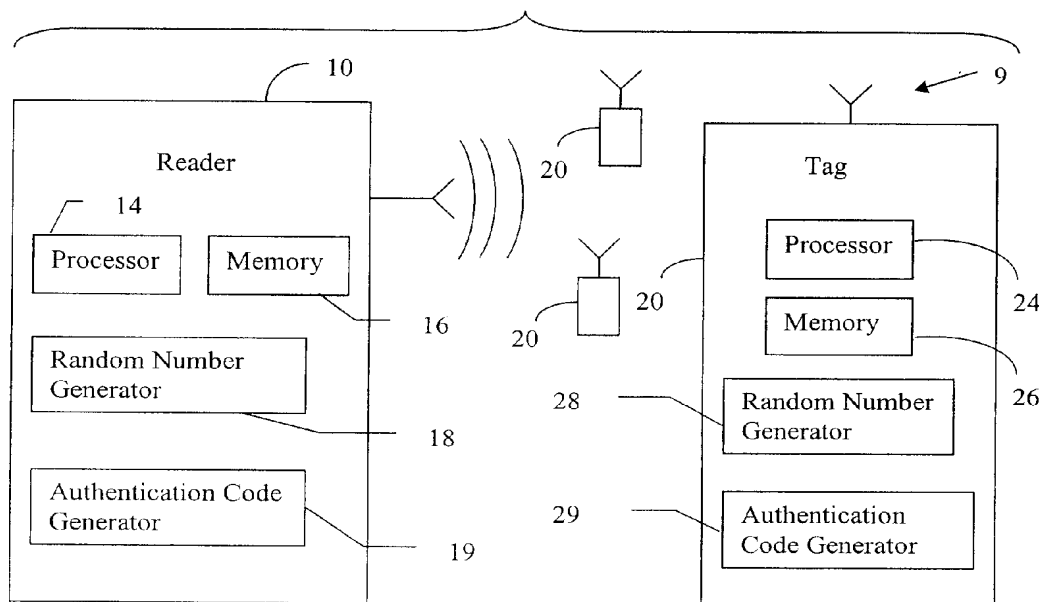 10
9
Reader
20
Tag
14
Processor
Memory
Processor
20
20
24
16
Memory
Random Number
Generator
28
26
18
Random Number
Generator
Authentication Code
Generator
29
19
Authentication
Code Generator